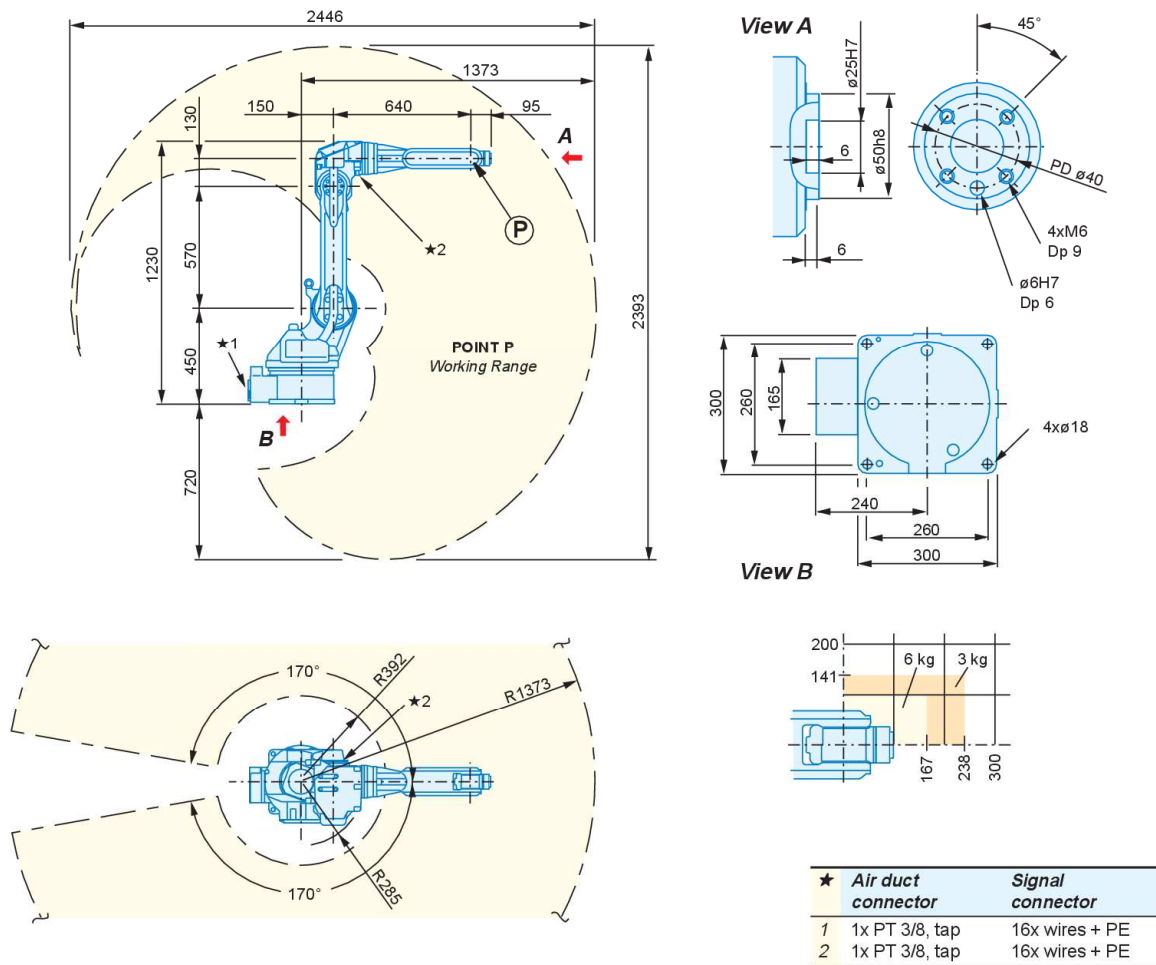 2446
1373
150
640
95
130
A
P
★2
1230
570
2393
★1
450
POINT P
Working Range
B
720
View A
45°
ø25H7
6
ø50h8
PD ø40
6
4xM6
Dp 9
ø6H7
Dp 6
300
260
165
4xø18
240
260
300
View B
170°
R392
★2
R1373
170°
R285
200
6 kg
3 kg
141
167
238
300
★ Air duct connector Signal connector
1 1x PT 3/8, tap 16x wires + PE
2 1x PT 3/8, tap 16x wires + PE